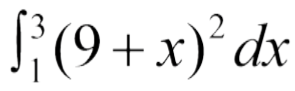 ∫₁³(9 + x)² dx